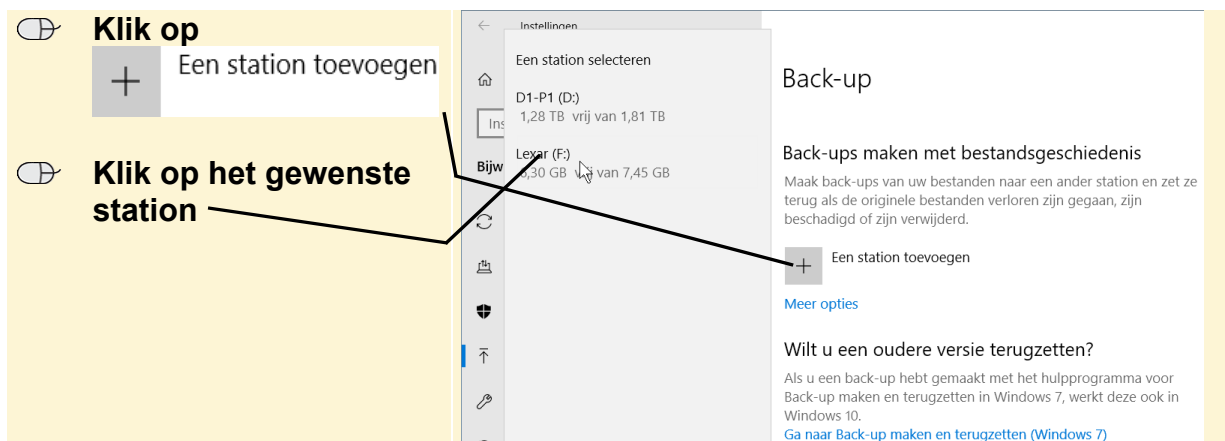 Klik op
Een station toevoegen
Klik op het gewenste
station
Instellingen
Een station selecteren
D1-P1 (D:)
1,28 TB vrij van 1,81 TB
Ins
Lexar (F:)
Bijw
van 7,45 GB
Back-up
Back-ups maken met bestandsgeschiedenis
Maak back-ups van uw bestanden naar een ander station en zet ze
terug als de originele bestanden verloren zijn gegaan, zijn
beschadigd of zijn verwijderd.
Een station toevoegen
Meer opties
Wilt u een oudere versie terugzetten?
Als u een back-up hebt gemaakt met het hulpprogramma voor
Back-up maken en terugzetten in Windows 7, werkt deze ook in
Windows 10.
Ga naar Back-up maken en terugzetten (Windows 7)